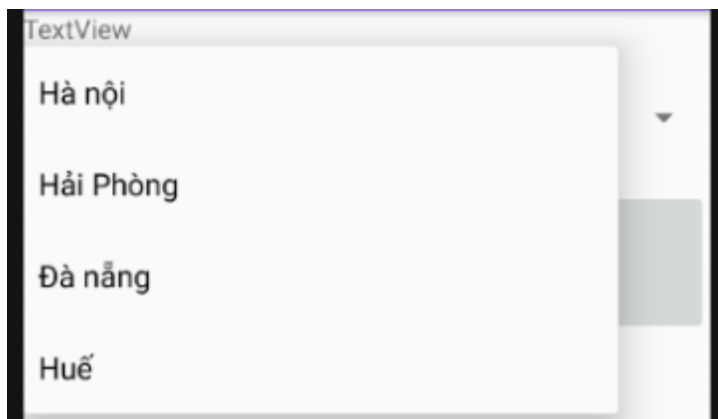 TextView
Hà nội
Hải Phòng
Đà nẵng
Huế